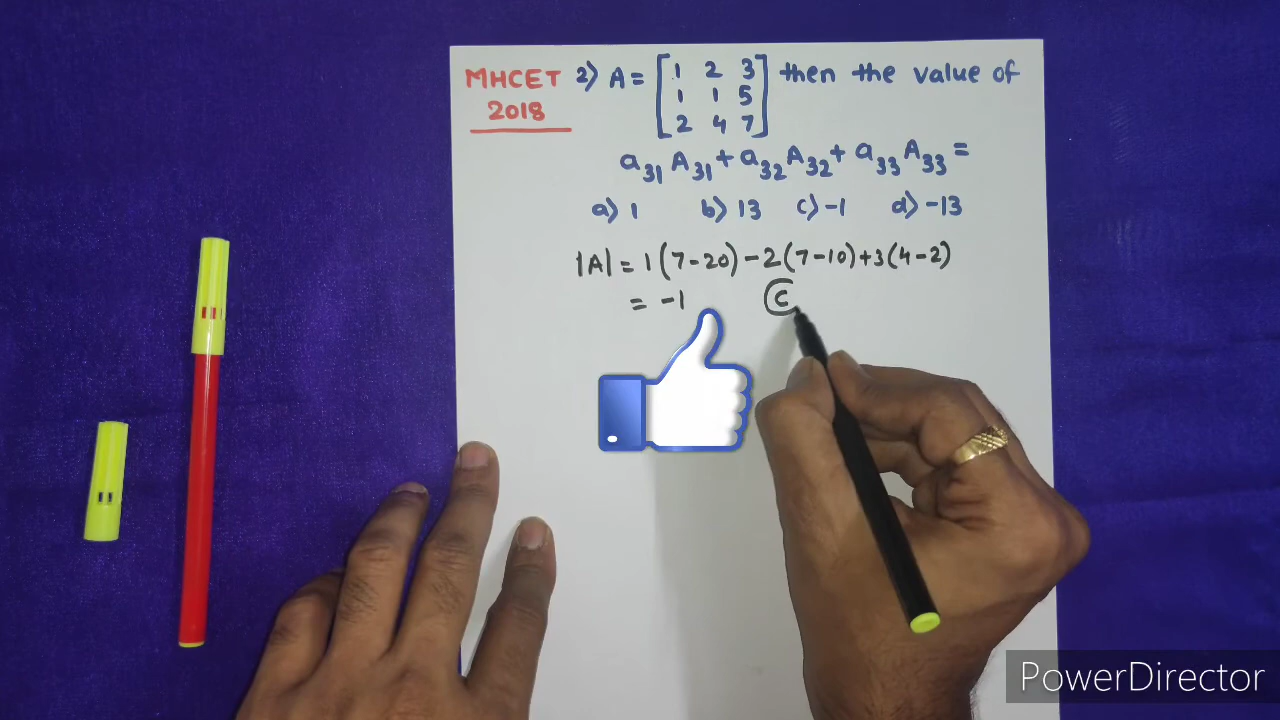 MHCET 2) A = [1 2 3] then the value of
2018 [1 1 5]
[2 4 7]
a31 A31 + a32 A32 + a33 A33 =
a) 1 b) 13 c) -1 d) -13
|A| = 1(7-20) - 2(7-10) + 3(4-2)
= -1 C
PowerDirector